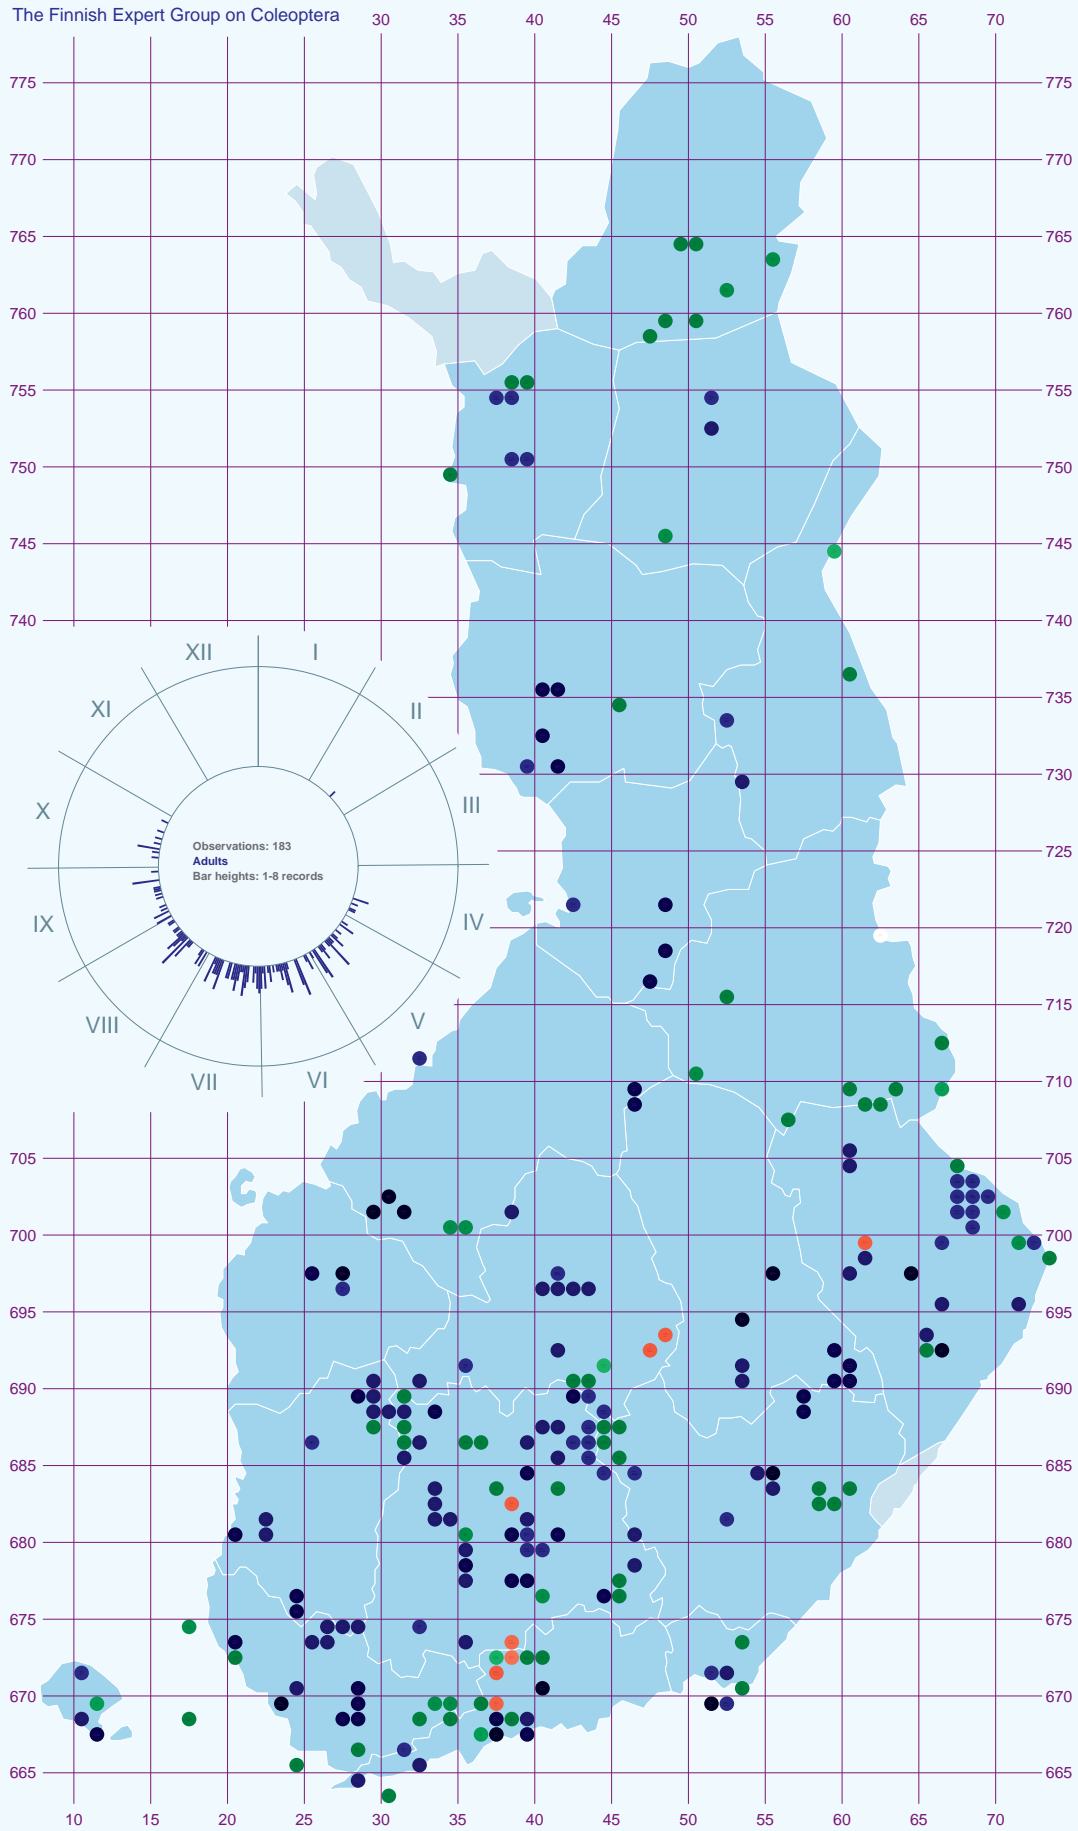 The Finnish Expert Group on Coleoptera
30 40 45 50 55 60 65 70
775 775
770 770
765 765
760 760
755 755
750 750
745 745
740 740
735
XII I
XI II
730
X III
725
Observations: 183
Adults
Bar heights: 1-8 records
IX IV
720
715
VIII V
VII VI
710
705 705
700 700
695 695
690 690
685 685
680 680
675 675
670 670
665 665
10 15 20 25 30 35 40 45 50 55 60 65 70